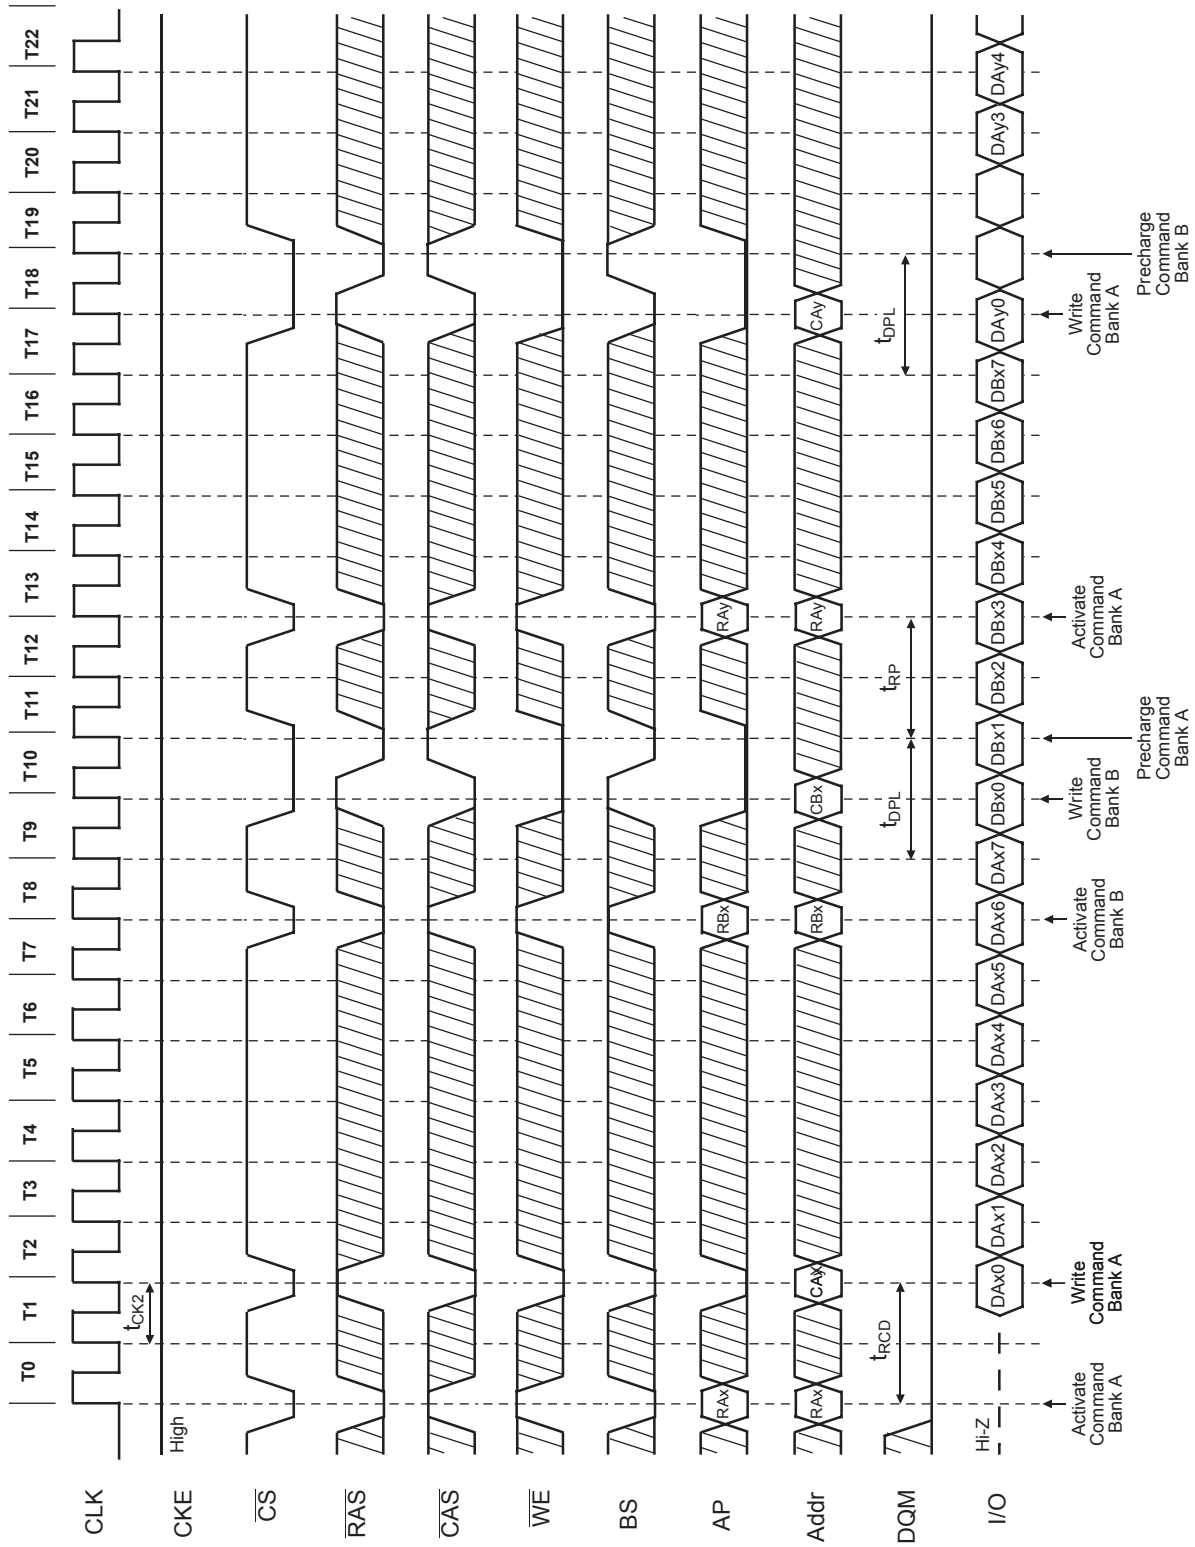 T0 T1 T2 T3 T4 T5 T6 T7 T8 T9 T10 T11 T12 T13 T14 T15 T16 T17 T18 T19 T20 T21 T22
CLK
tCK2
CKE
High
CS
RAS
CAS
WE
BS
AP
RAx RBx RAy
Addr
RAx CAx RBx CBx RAy CAy
DQM
tRCD tDPL tRP tDPL
I/O
Hi-Z DAx0 DAx1 DAx2 DAx3 DAx4 DAx5 DAx6 DAx7 DBx0 DBx1 DBx2 DBx3 DBx4 DBx5 DBx6 DBx7 DAy0 DAy3 DAy4
Activate
Command
Bank A
Write
Command
Bank A
Activate
Command
Bank B
Write
Command
Bank B
Precharge
Command
Bank A
Activate
Command
Bank A
Write
Command
Bank A
Precharge
Command
Bank B